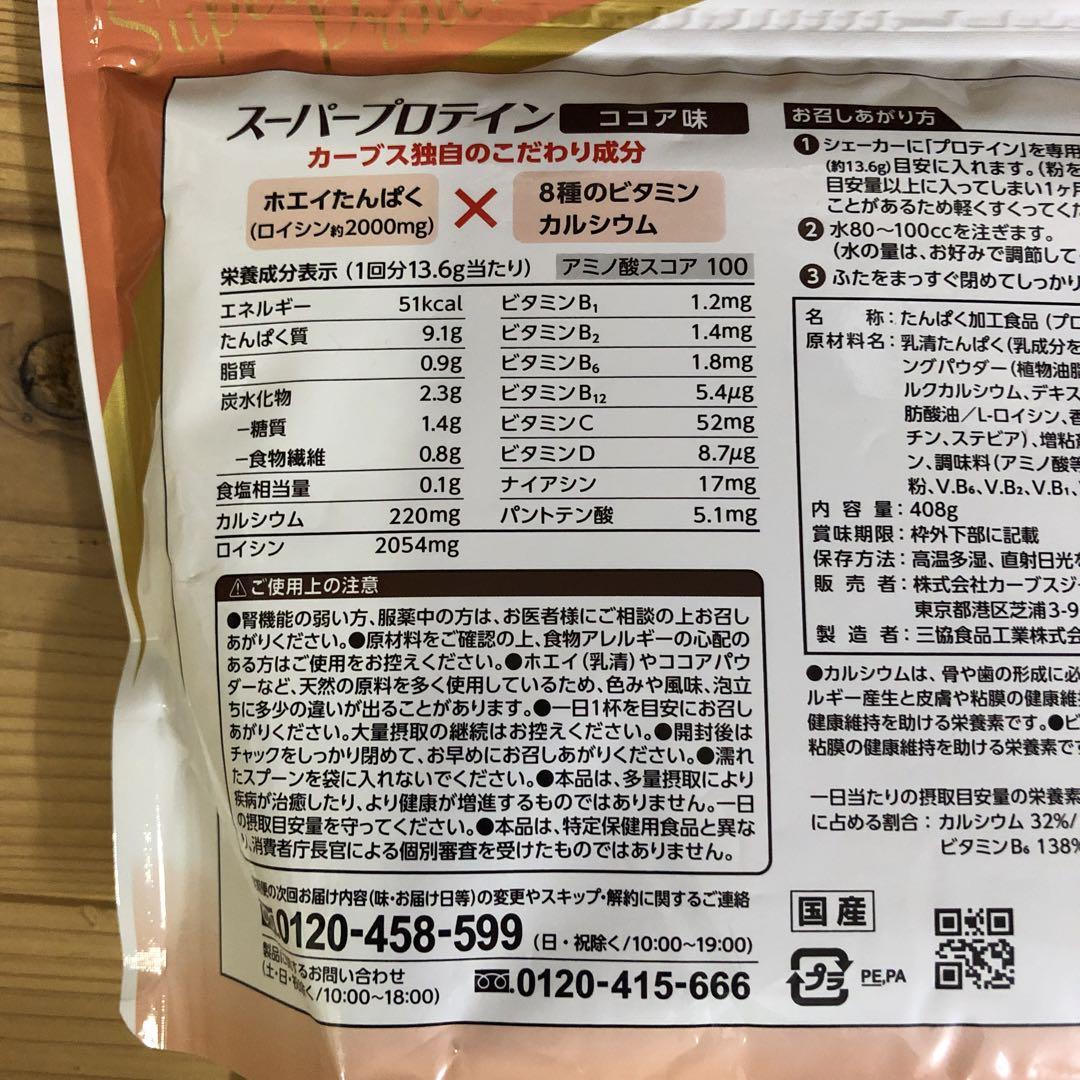 Super Protein
スーパープロテイン ココア味
カーブス独自のこだわり成分
ホエイたんぱく
(ロイシン約2000mg)
×
8種のビタミン
カルシウム
栄養成分表示 (1回分13.6g当たり) アミノ酸スコア 100
エネルギー 51kcal
たんぱく質 9.1g
脂質 0.9g
炭水化物 2.3g
–糖質 1.4g
–食物繊維 0.8g
食塩相当量 0.1g
カルシウム 220mg
ロイシン 2054mg
ビタミンB₁ 1.2mg
ビタミンB₂ 1.4mg
ビタミンB₆ 1.8mg
ビタミンB₁₂ 5.4μg
ビタミンC 52mg
ビタミンD 8.7μg
ナイアシン 17mg
パントテン酸 5.1mg
⚠ご使用上の注意
●腎機能の弱い方、服薬中の方は、お医者様にご相談の上お召し
あがりください。●原材料をご確認の上、食物アレルギーの心配の
ある方はご使用をお控えください。●ホエイ(乳清)やココアパウ
ダーなど、天然の原料を多く使用しているため、色みや風味、泡立
ちに多少の違いが出ることがあります。●一日1杯を目安にお召し
あがりください。大量摂取の継続はお控えください。●開封後は
チャックをしっかり閉めて、お早めにお召しあがりください。●濡れ
たスプーンを袋に入れないでください。●本品は、多量摂取により
疾病が治癒したり、より健康が増進するものではありません。一日
の摂取目安量を守ってください。●本品は、特定保健用食品と異な
り、消費者庁長官による個別審査を受けたものではありません。
便の次回お届け内容(味・お届け日等)の変更やスキップ・解約に関するご連絡
0120-458-599 (日・祝除く/10:00~19:00)
製品に関するお問い合わせ
(土・日・祝除く/10:00~18:00)
0120-415-666
お召しあがり方
❶ シェーカーに「プロテイン」を専用
(約13.6g)目安に入れます。(粉を
目安量以上に入ってしまい1ヶ月
ことがあるため軽くすくってくだ
❷ 水80~100ccを注ぎます。
(水の量は、お好みで調節して
❸ ふたをまっすぐ閉めてしっかり
名 称:たんぱく加工食品 (プロ
原材料名:乳清たんぱく(乳成分を
ングパウダー(植物油脂
ルクカルシウム、デキス
肪酸油/L-ロイシン、香
チン、ステビア)、増粘剤
ン、調味料(アミノ酸等
粉、V.B₆、V.B₂、V.B₁、
内 容 量:408g
賞味期限:枠外下部に記載
保存方法:高温多湿、直射日光を
販 売 者:株式会社カーブスジ
東京都港区芝浦3-9
製 造 者:三協食品工業株式会
●カルシウムは、骨や歯の形成に必
ルギー産生と皮膚や粘膜の健康維
健康維持を助ける栄養素です。●ビ
粘膜の健康維持を助ける栄養素です
一日当たりの摂取目安量の栄養素
に占める割合:カルシウム 32%/
ビタミンB₆ 138%
国産
プラ PE,PA